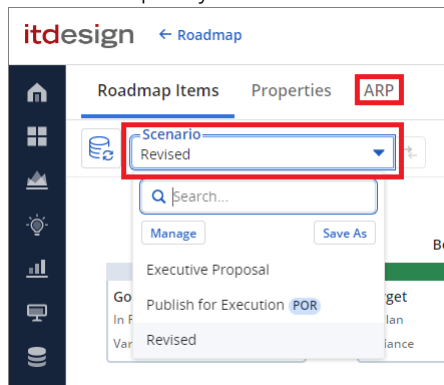 itdesign ← Roadmap
Roadmap Items Properties ARP
Scenario
Revised
Search...
Manage Save As
Executive Proposal
Publish for Execution POR
Revised